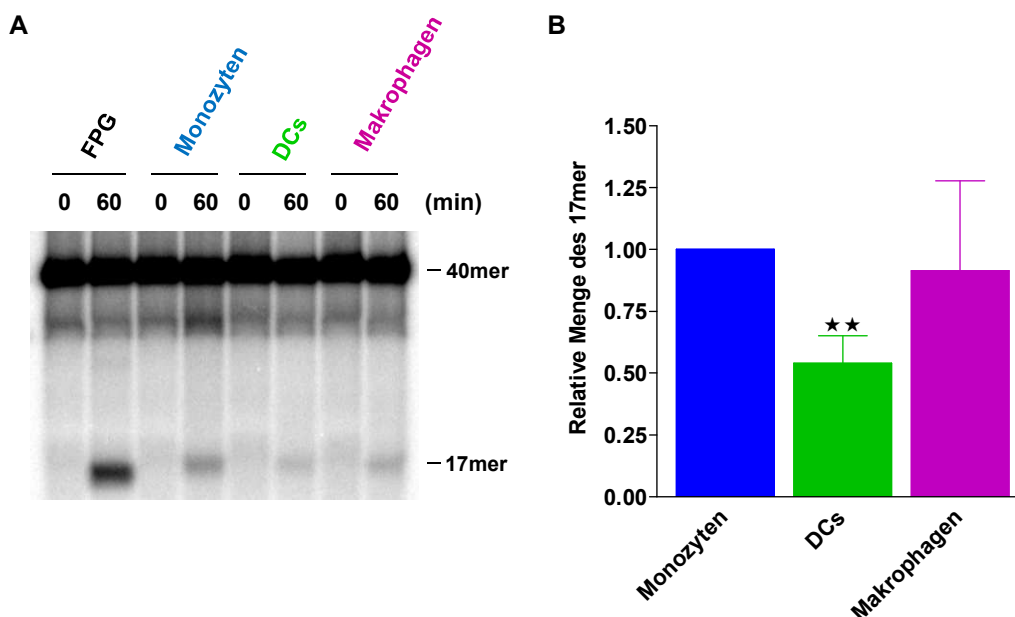 A
FPG
Monozyten
DCs
Makrophagen
0 60 0 60 0 60 0 60 (min)
40mer
17mer
B
Relative Menge des 17mer
1.50
1.25
1.00
0.75
0.50
0.25
0.00
★★
Monozyten
DCs
Makrophagen